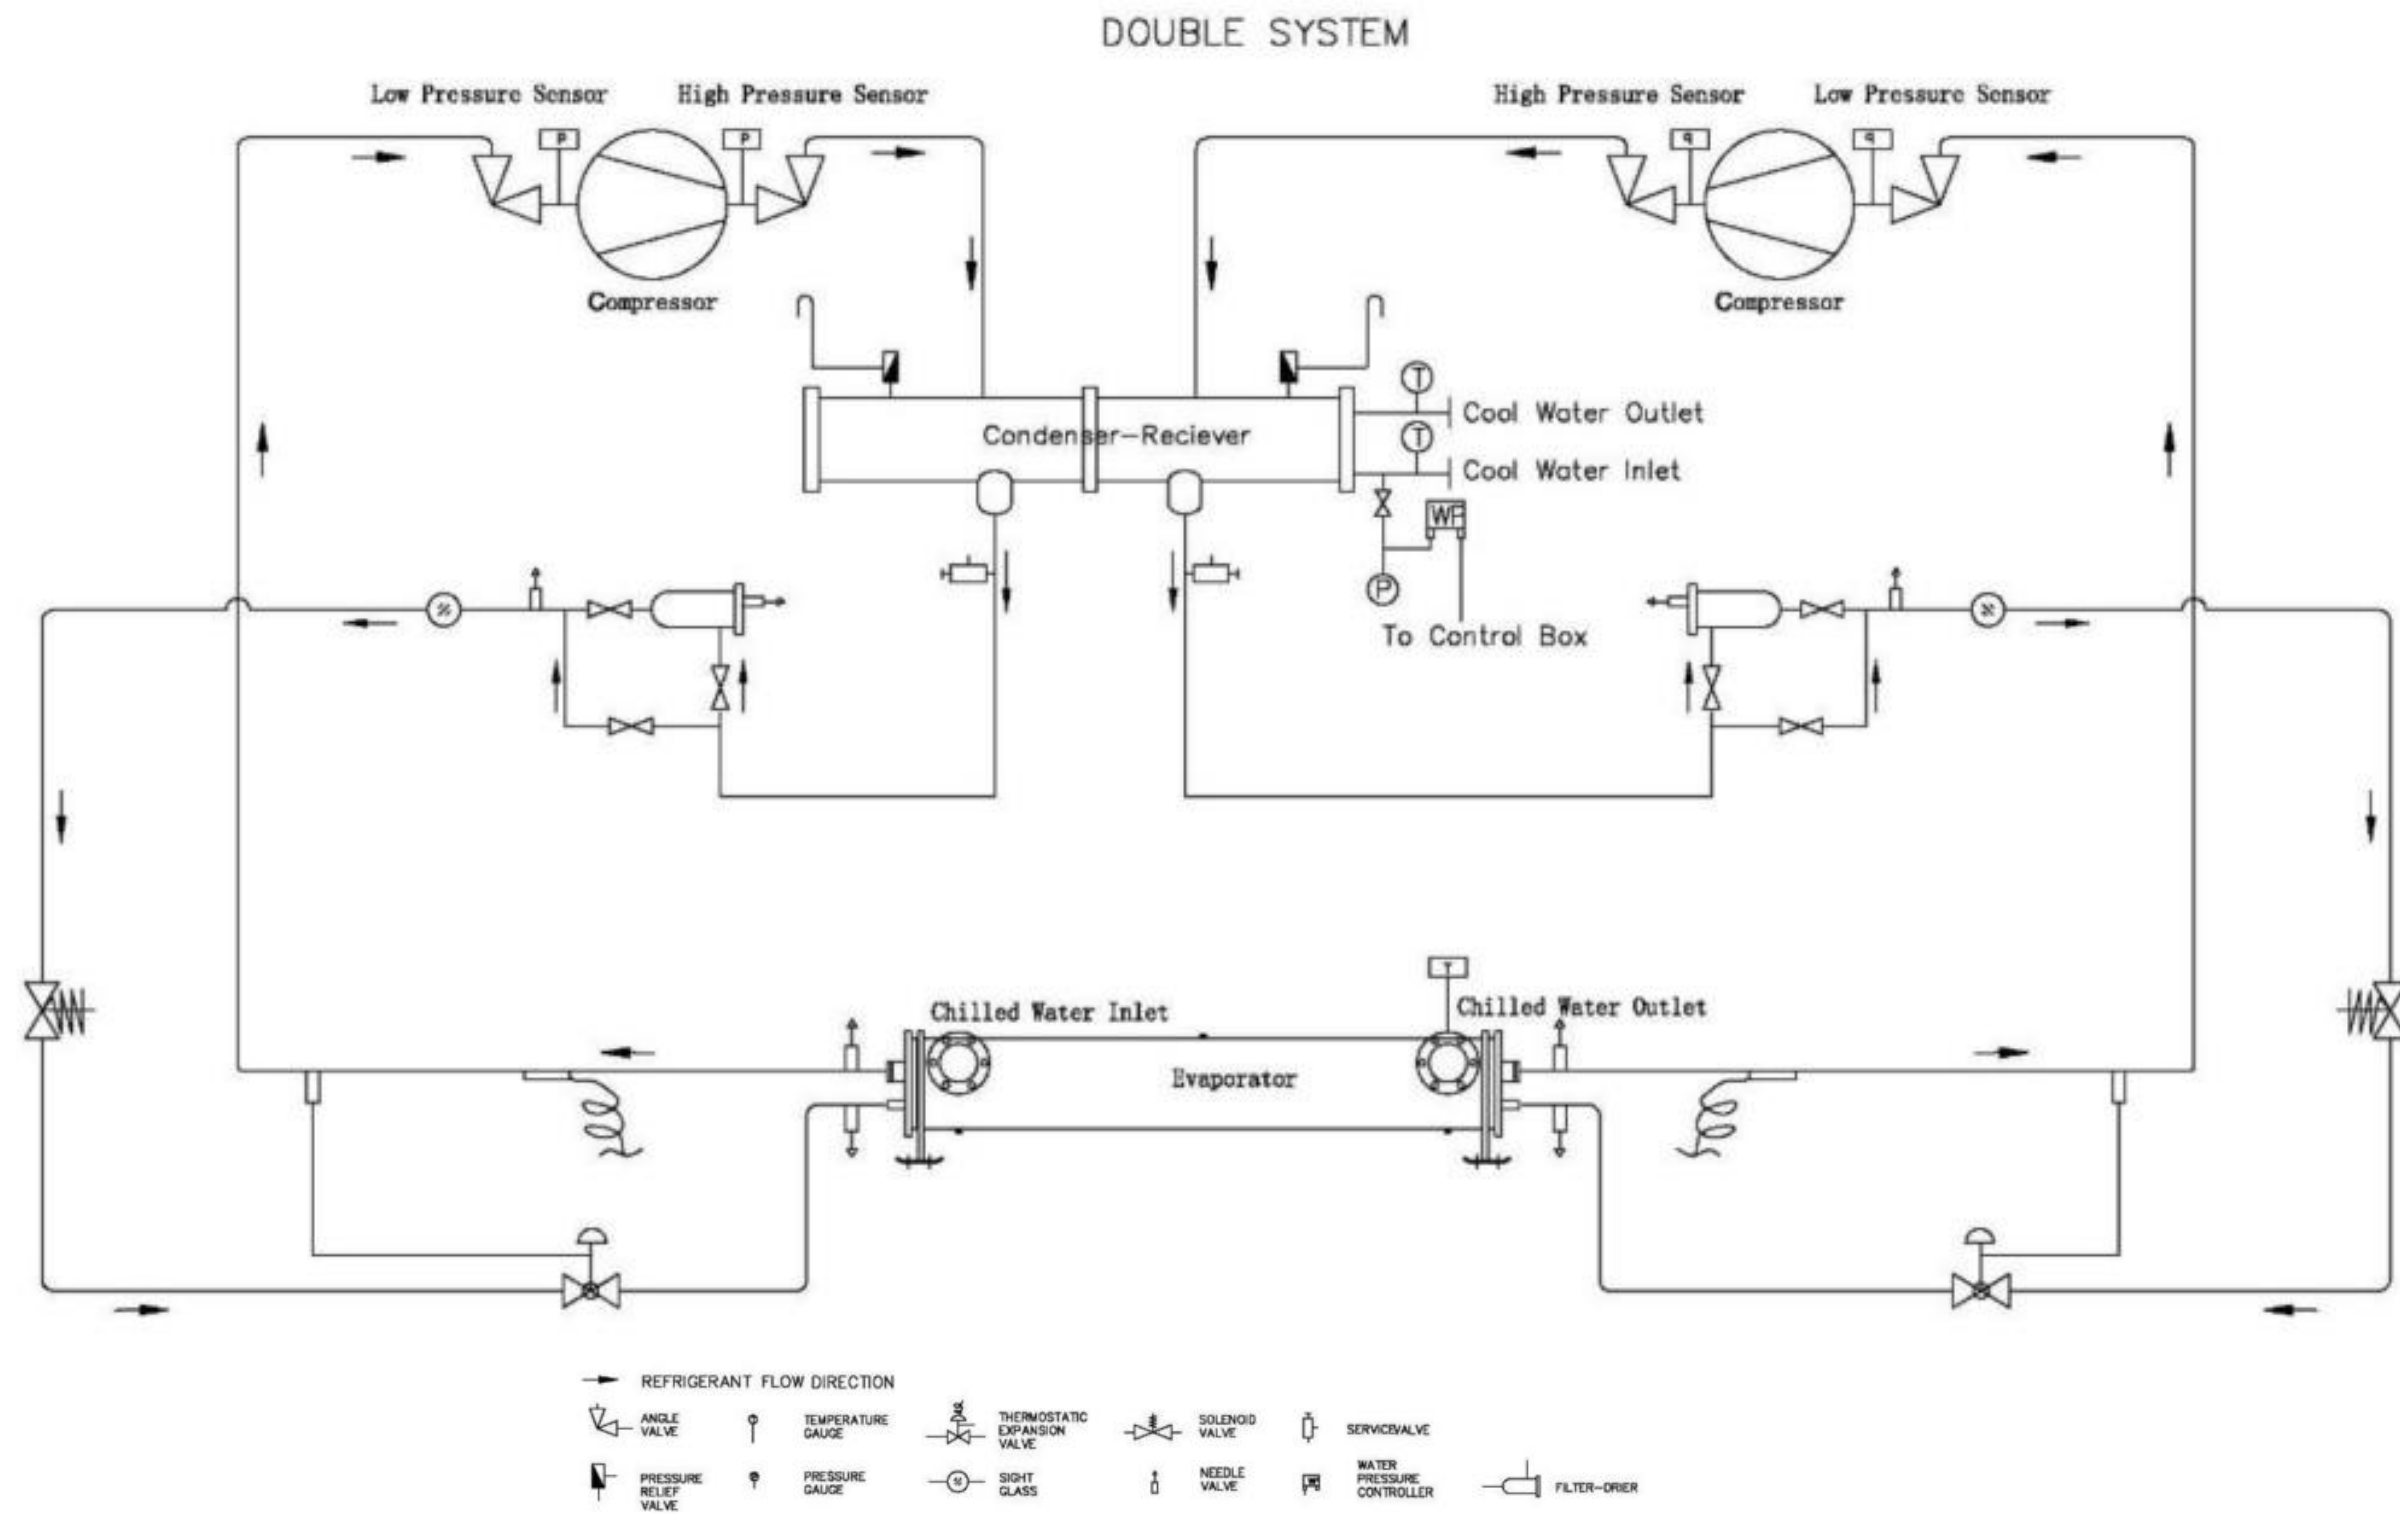 DOUBLE SYSTEM
Low Pressure Sensor
High Pressure Sensor
High Pressure Sensor
Low Pressure Sensor
P
P
q
q
Compressor
Compressor
T
Cool Water Outlet
Condenser-Reciever
T
Cool Water Inlet
WP
P
To Control Box
T
Chilled Water Inlet
Chilled Water Outlet
Evaporator
REFRIGERANT FLOW DIRECTION
ANGLE
VALVE
TEMPERATURE
GAUGE
THERMOSTATIC
EXPANSION
VALVE
SOLENOID
VALVE
SERVICEVALVE
PRESSURE
RELIEF
VALVE
PRESSURE
GAUGE
SIGHT
GLASS
NEEDLE
VALVE
WATER
PRESSURE
CONTROLLER
FILTER-DRIER